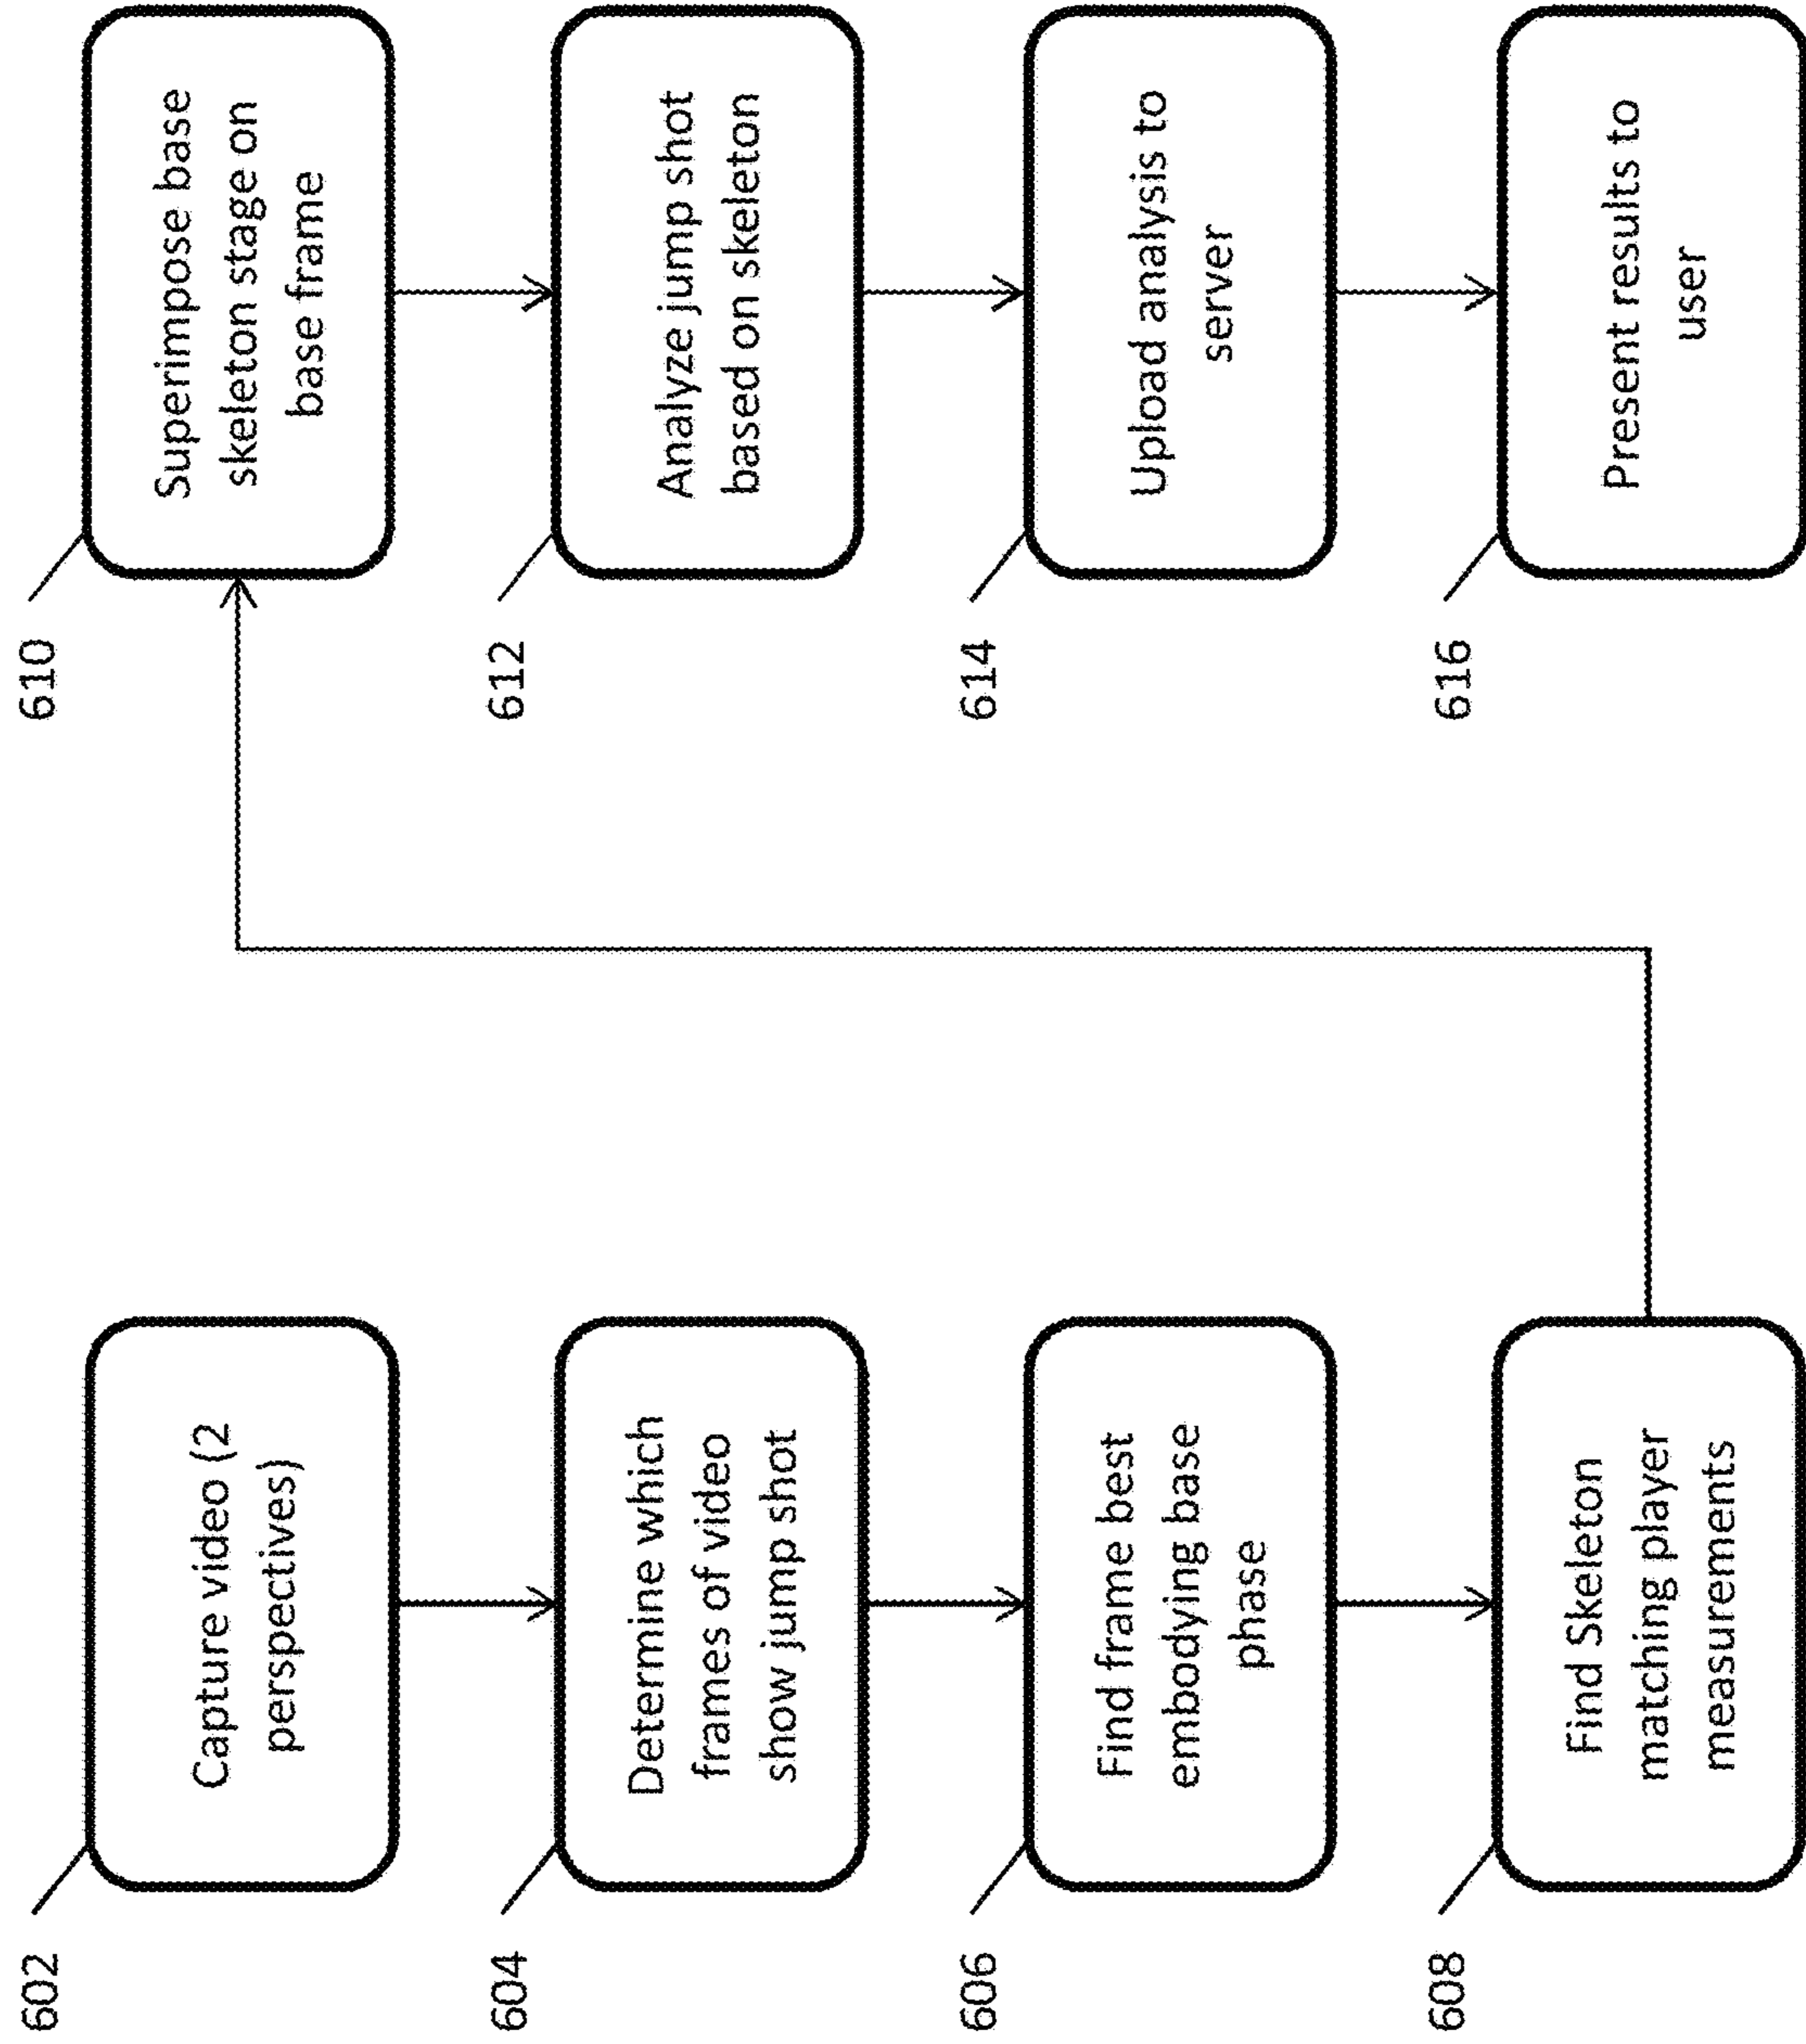 602
Capture video (2
perspectives)
604
Determine which
frames of video
show jump shot
606
Find frame best
embodying base
phase
608
Find Skeleton
matching player
measurements
610
Superimpose base
skeleton stage on
base frame
612
Analyze jump shot
based on skeleton
614
Upload analysis to
server
616
Present results to
user